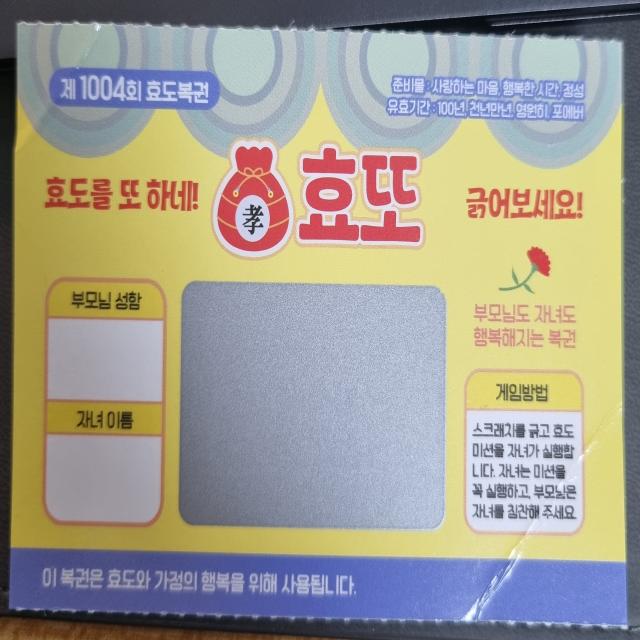 제 1004회 효도복권
준비물 : 사랑하는 마음, 행복한 시간, 정성
유효기간 : 100년, 천년만년, 영원히, 포에버
효도를 또 하네!
孝
효또
긁어보세요!
부모님도 자녀도
행복해지는 복권
부모님 성함
자녀 이름
게임방법
스크래치를 긁고 효도
미션을 자녀가 실행합
니다. 자녀는 미션을
꼭 실행하고, 부모님은
자녀를 칭찬해 주세요.
이 복권은 효도와 가정의 행복을 위해 사용됩니다.